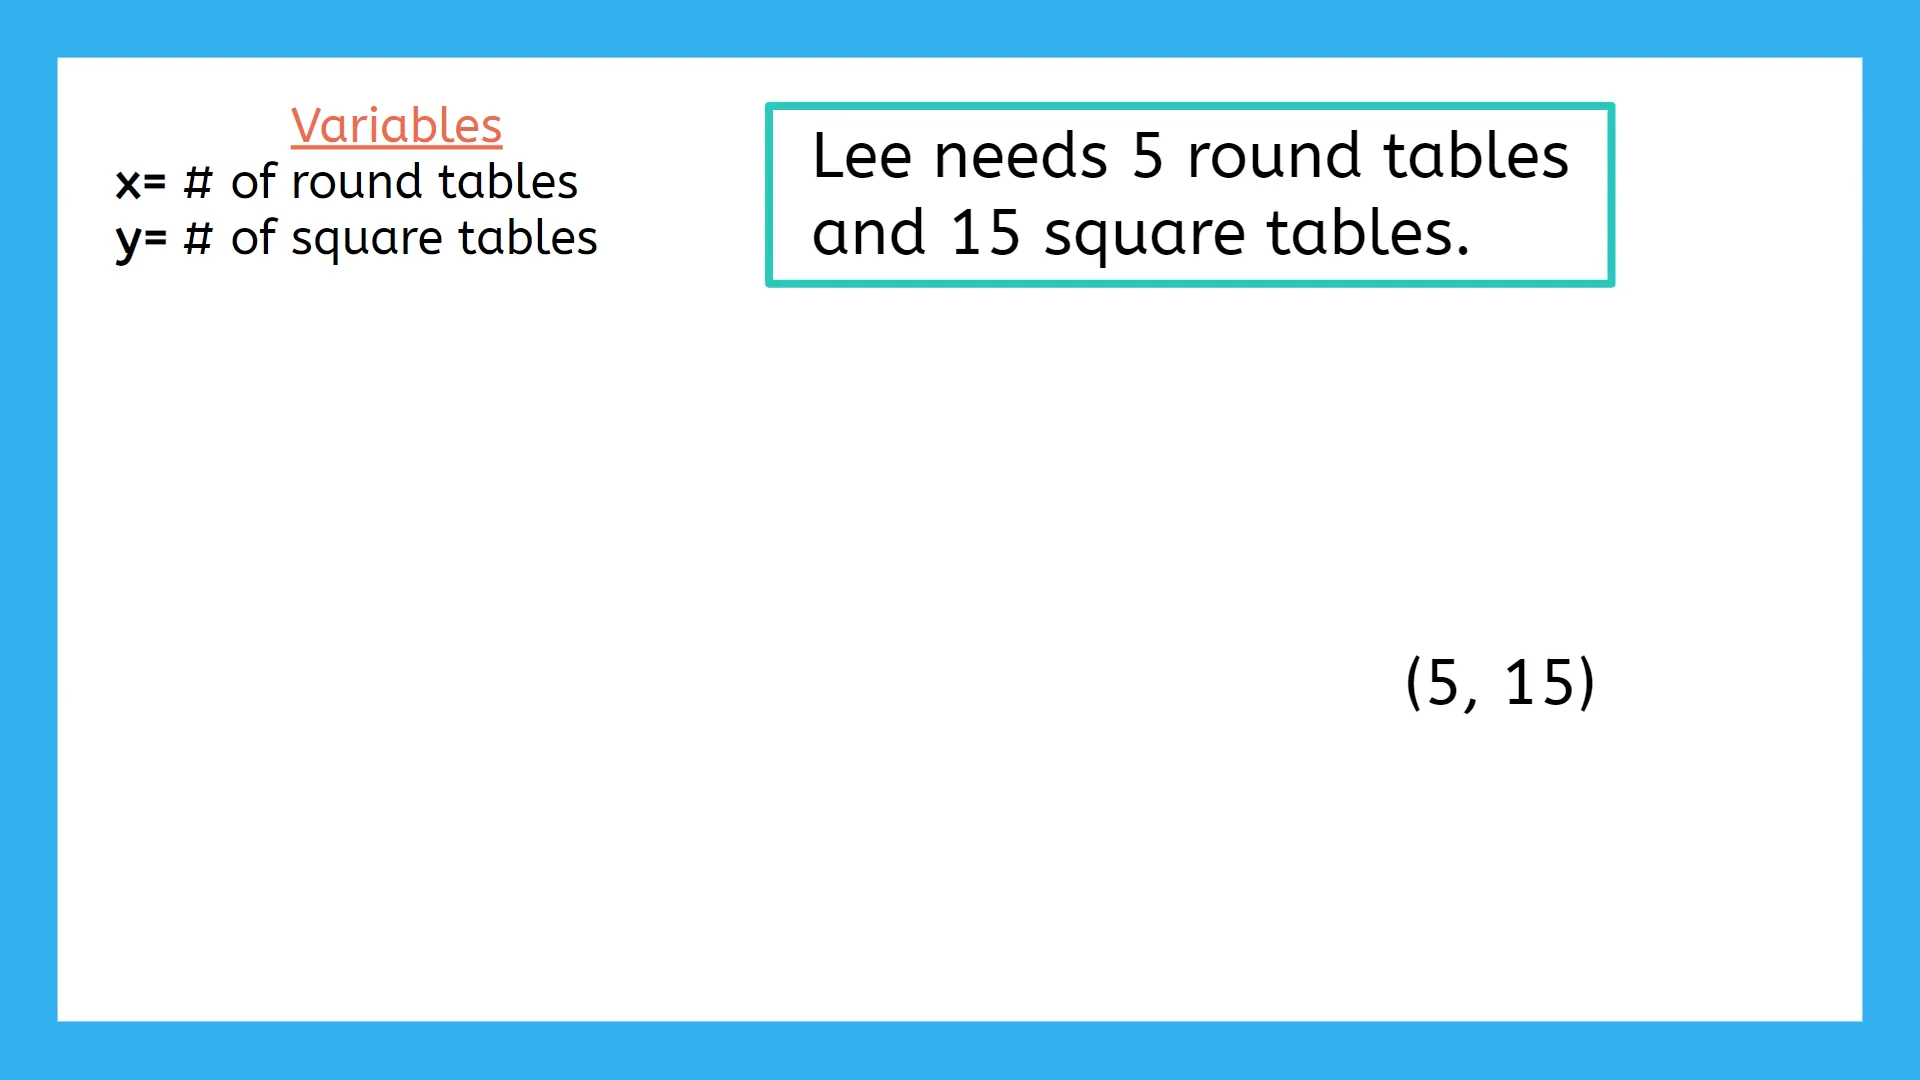 Variables
x= # of round tables
y= # of square tables
Lee needs 5 round tables
and 15 square tables.
(5, 15)